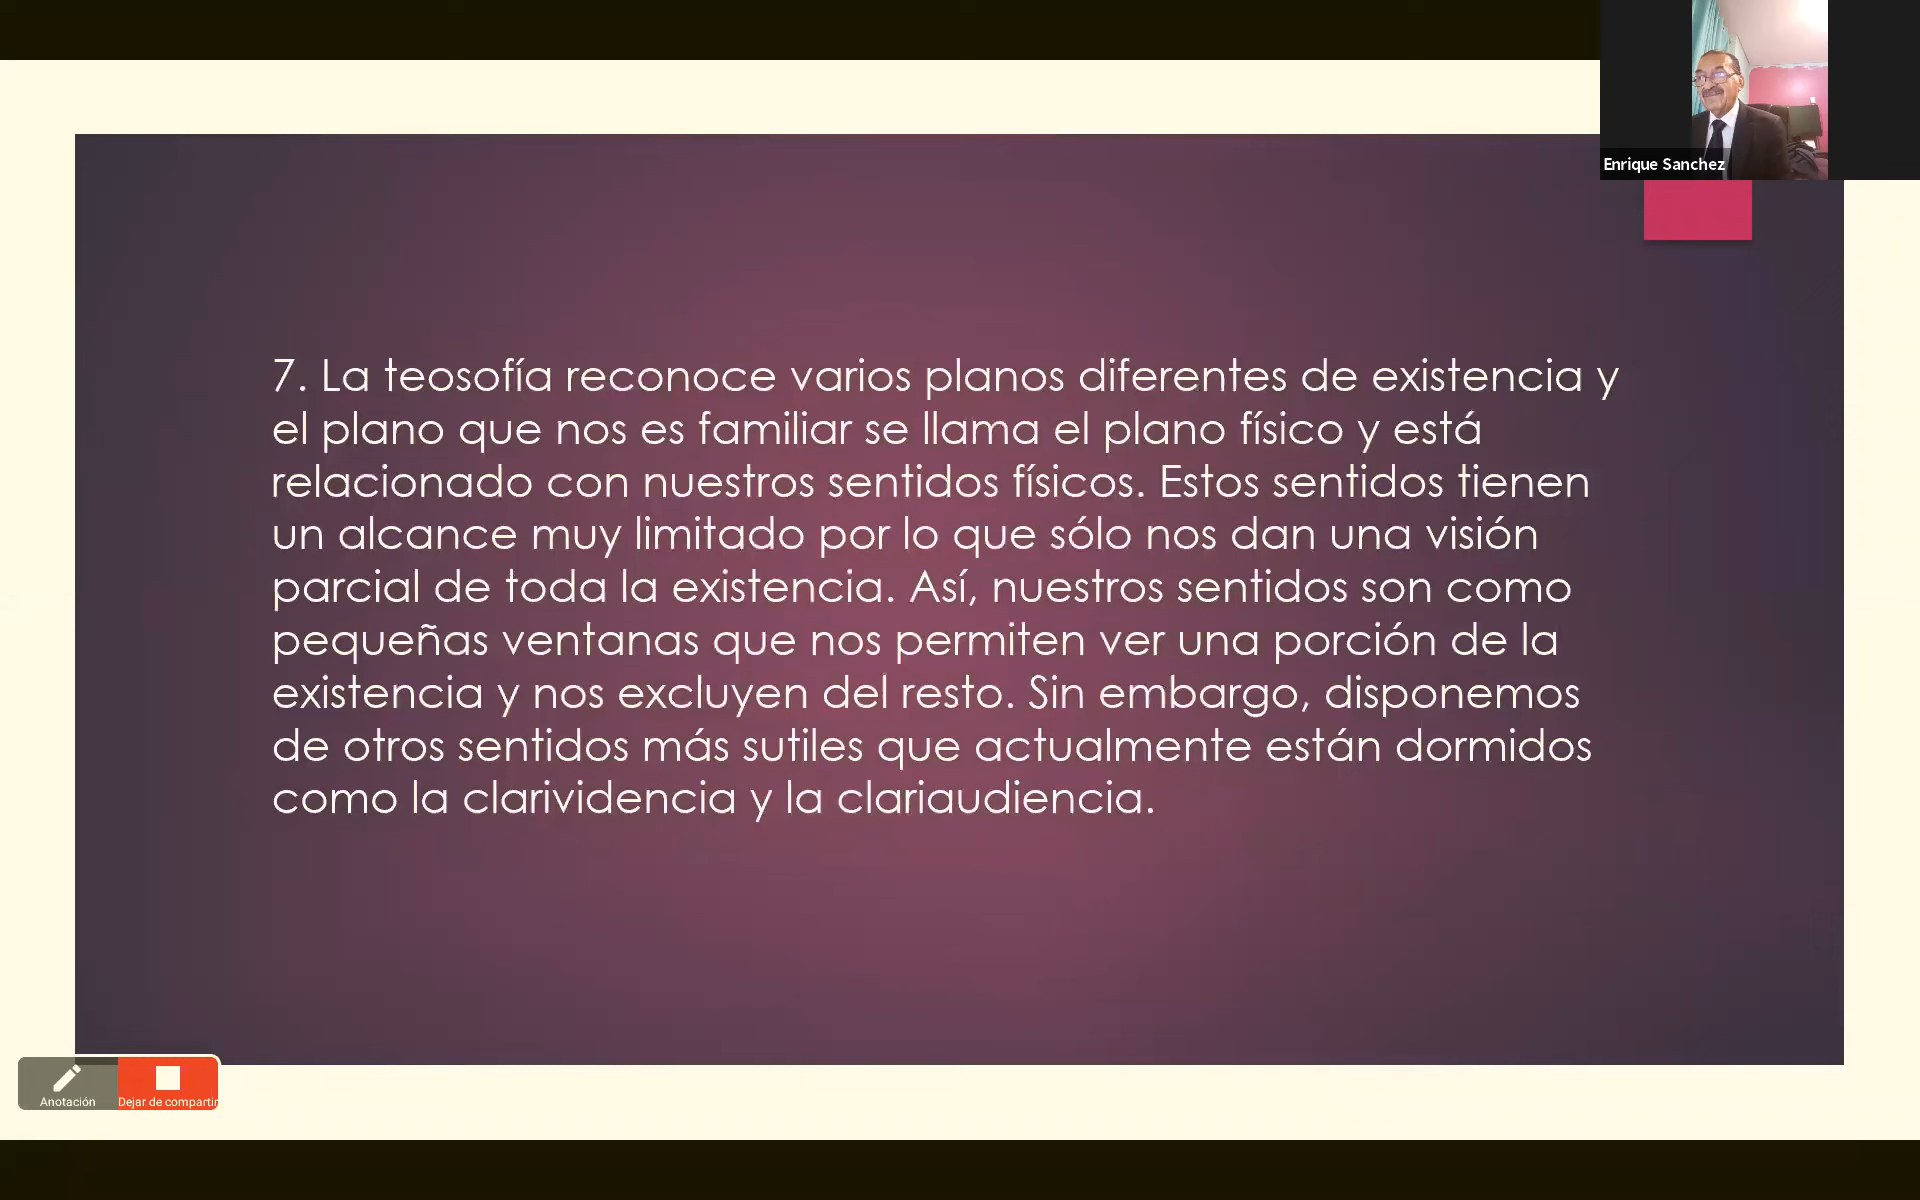 Enrique Sanchez
7. La teosofía reconoce varios planos diferentes de existencia y
el plano que nos es familiar se llama el plano físico y está
relacionado con nuestros sentidos físicos. Estos sentidos tienen
un alcance muy limitado por lo que sólo nos dan una visión
parcial de toda la existencia. Así, nuestros sentidos son como
pequeñas ventanas que nos permiten ver una porción de la
existencia y nos excluyen del resto. Sin embargo, disponemos
de otros sentidos más sutiles que actualmente están dormidos
como la clarividencia y la clariaudiencia.
Anotación
Dejar de compartir